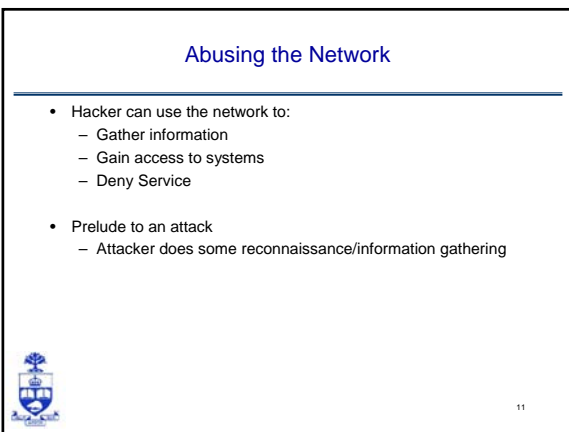 Abusing the Network
• Hacker can use the network to:
– Gather information
– Gain access to systems
– Deny Service
• Prelude to an attack
– Attacker does some reconnaissance/information gathering
11